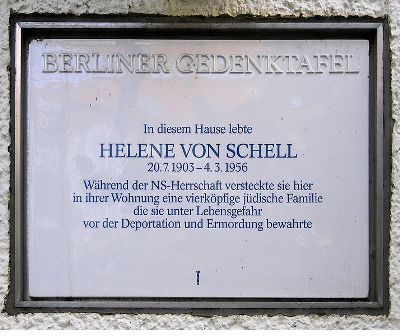 BERLINER GEDENKTAFEL
In diesem Hause lebte
HELENE VON SCHELL
20. 7. 1903 – 4. 3. 1956
Während der NS-Herrschaft versteckte sie hier
in ihrer Wohnung eine vierköpfige jüdische Familie
die sie unter Lebensgefahr
vor der Deportation und Ermordung bewahrte